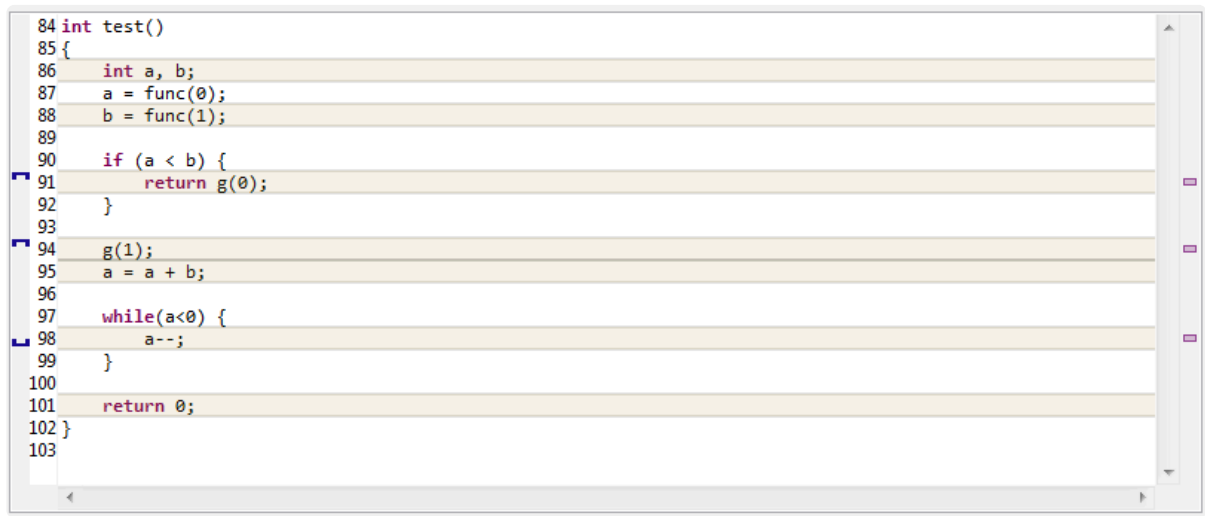 84 int test()
85 {
86     int a, b;
87     a = func(0);
88     b = func(1);
89
90     if (a < b) {
91         return g(0);
92     }
93
94     g(1);
95     a = a + b;
96
97     while(a<0) {
98         a--;
99     }
100
101     return 0;
102 }
103